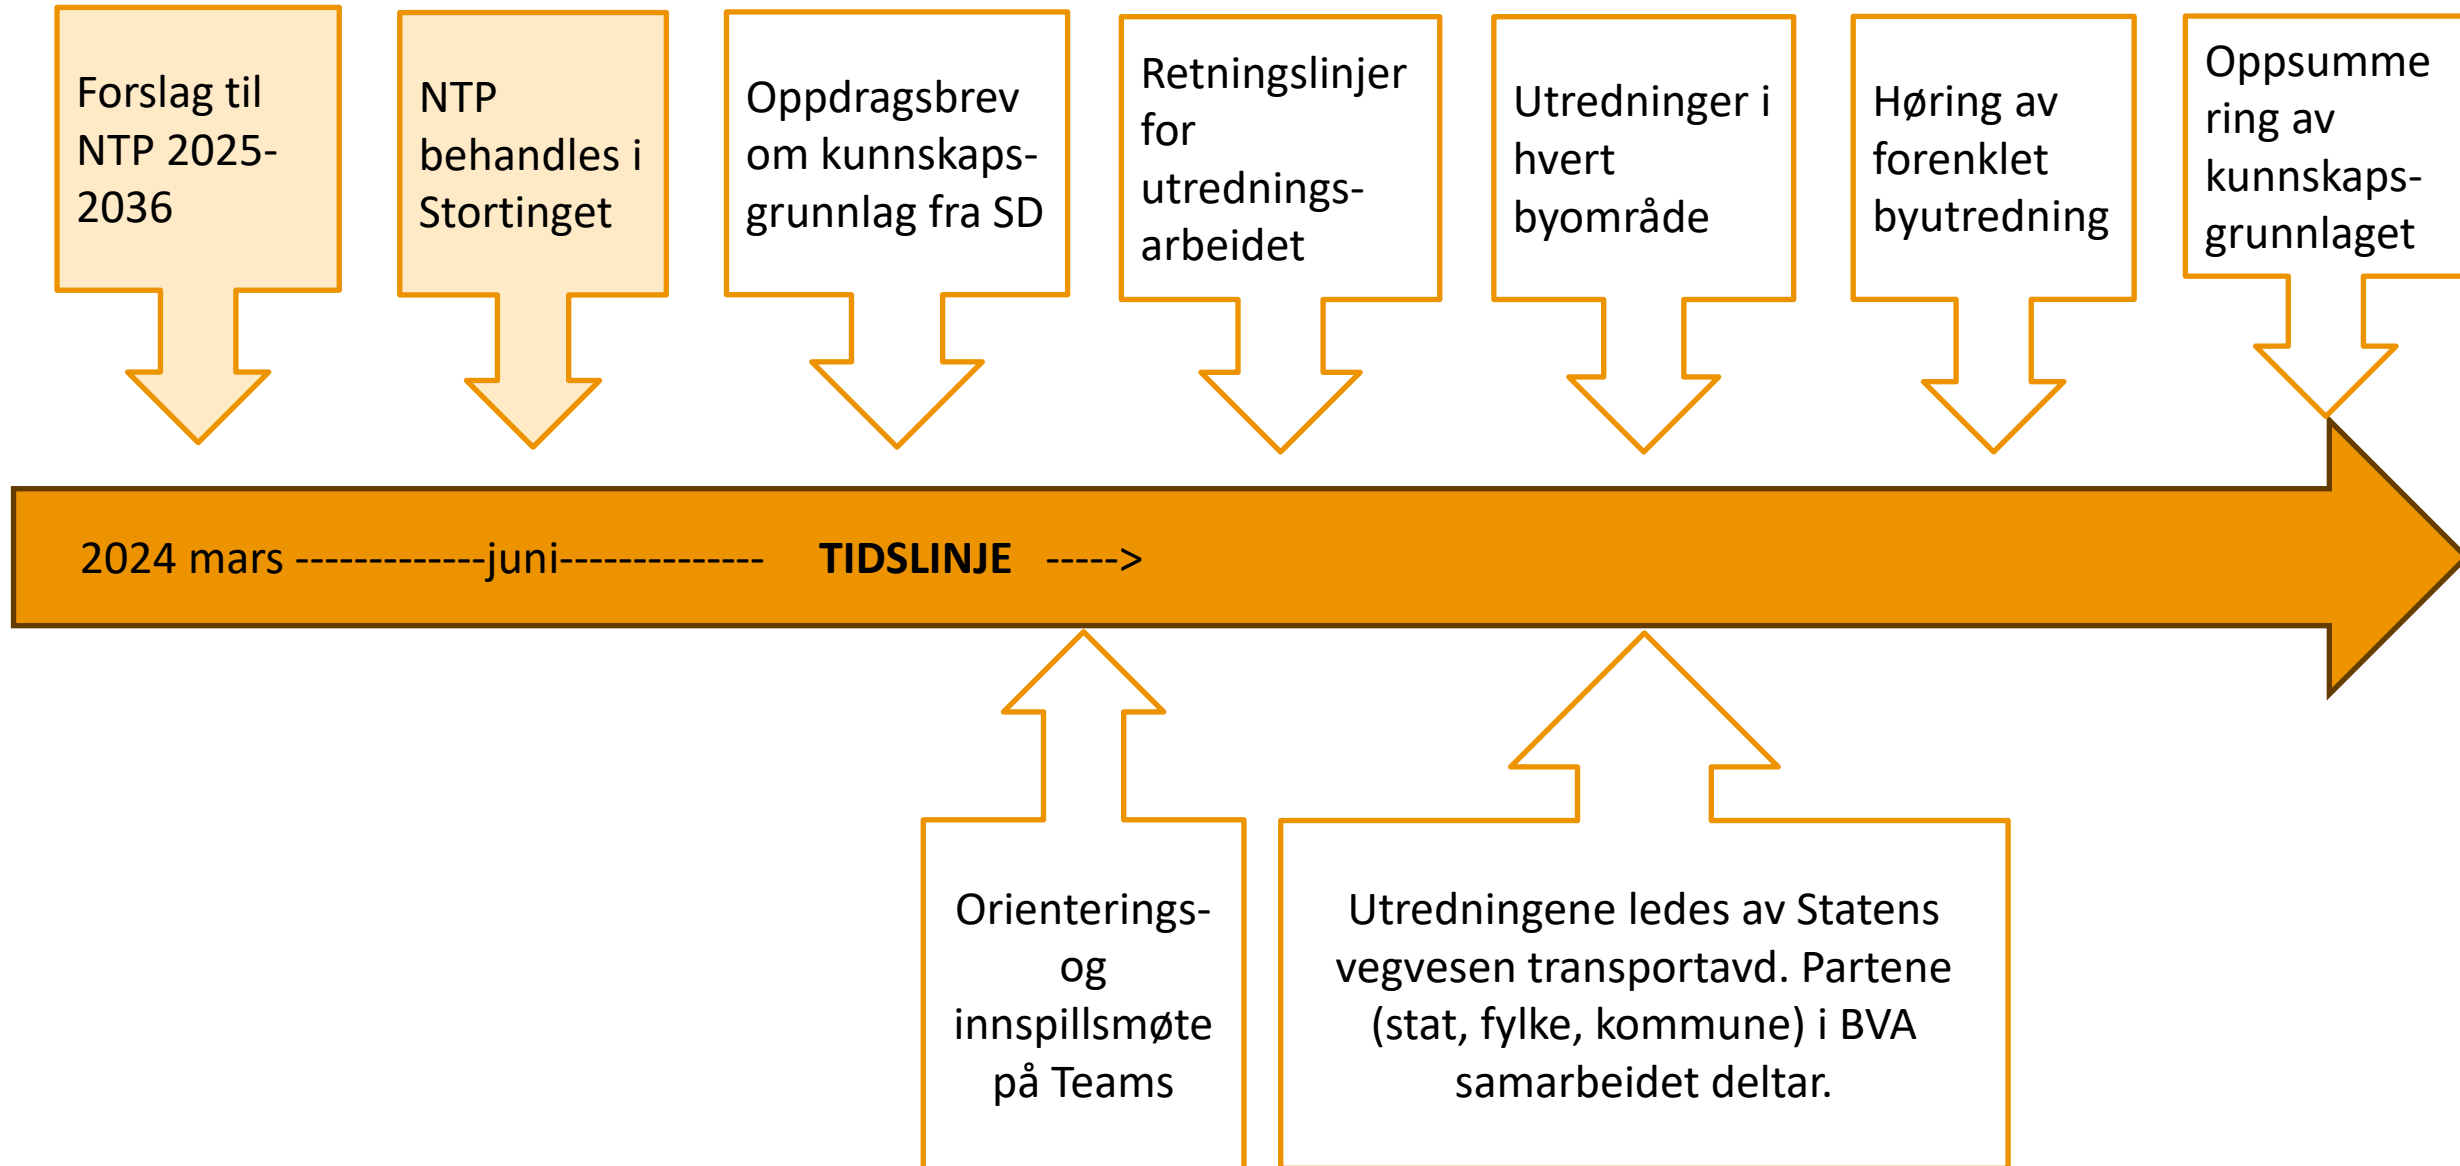 Forslag til
NTP 2025-
2036
NTP
behandles i
Stortinget
Oppdragsbrev
om kunnskaps-
grunnlag fra SD
Retningslinjer
for
utrednings-
arbeidet
Utredninger i
hvert
byområde
Høring av
forenklet
byutredning
Oppsumme
ring av
kunnskaps-
grunnlaget
2024 mars -------------juni-------------- TIDSLINJE ----->
Orienterings-
og
innspillsmøte
på Teams
Utredningene ledes av Statens
vegvesen transportavd. Partene
(stat, fylke, kommune) i BVA
samarbeidet deltar.